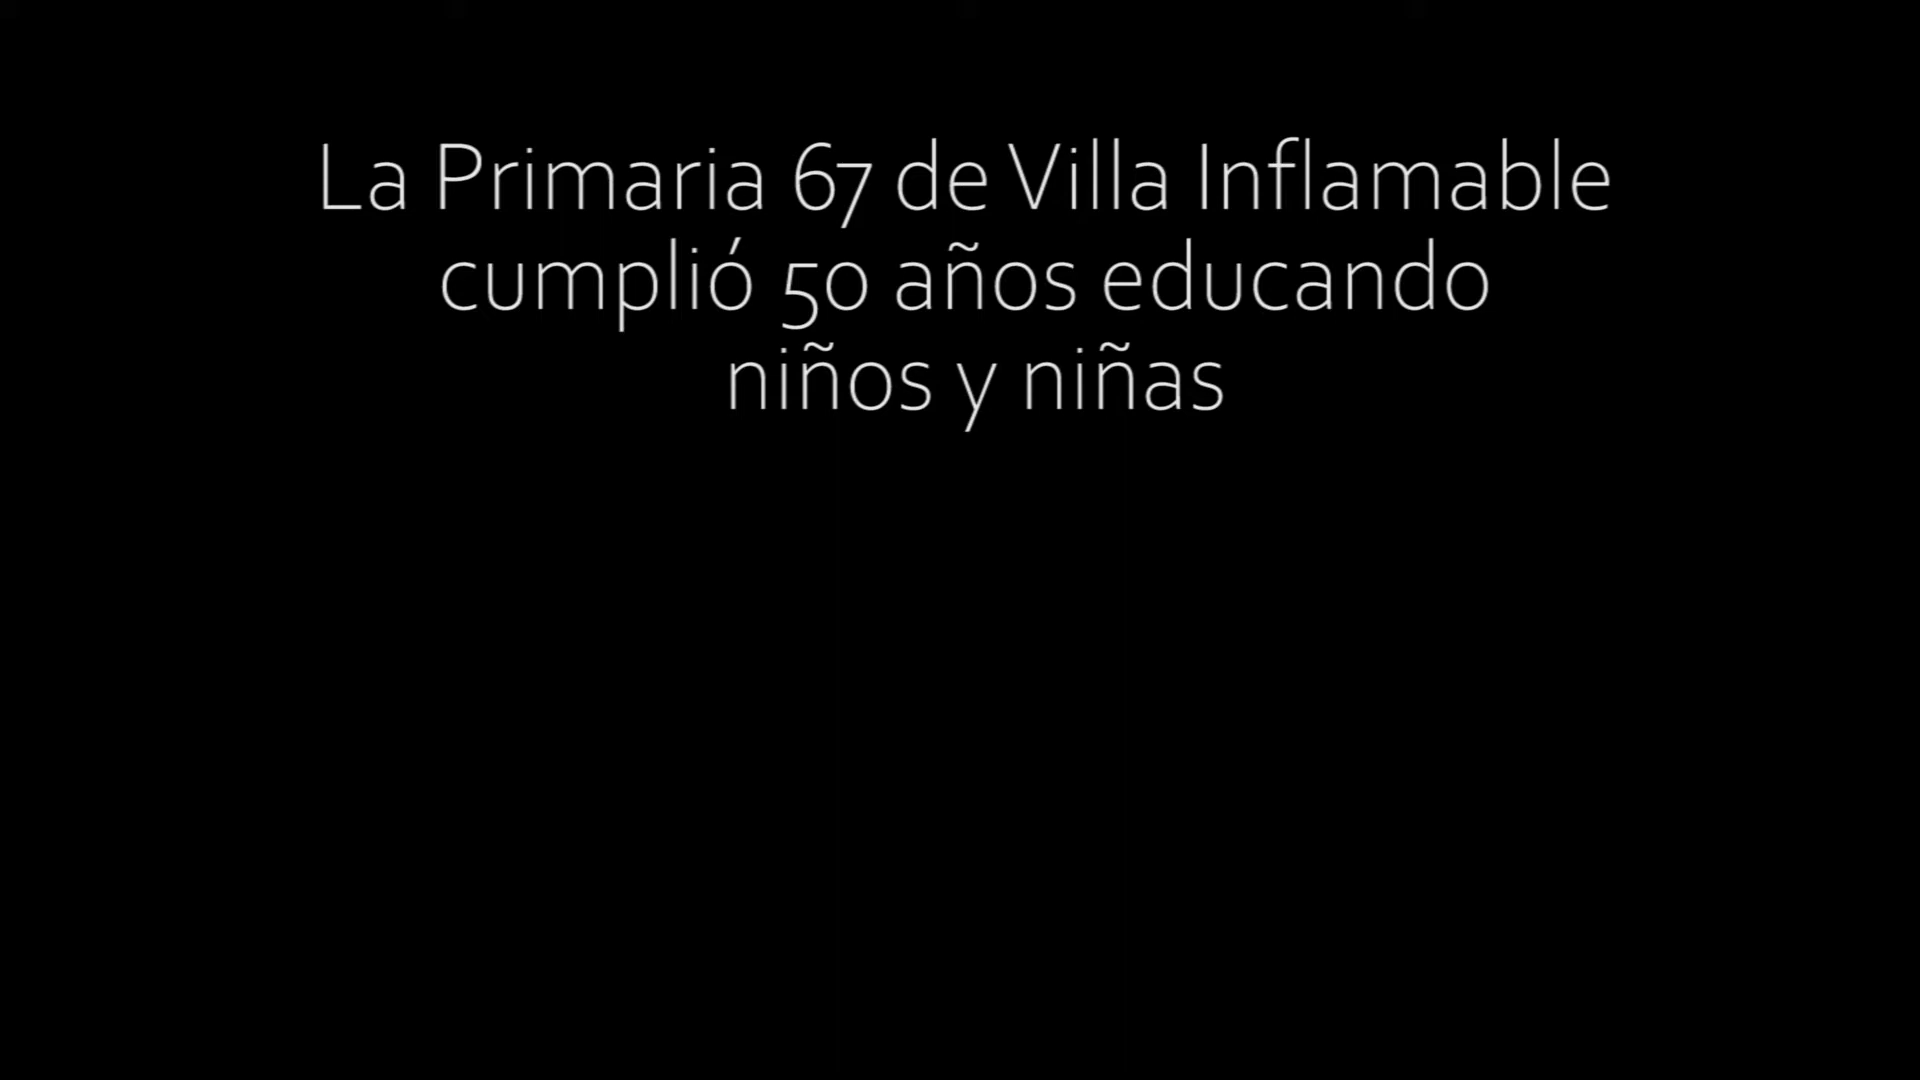 La Primaria 67 de Villa Inflamable
cumplió 50 años educando
niños y niñas